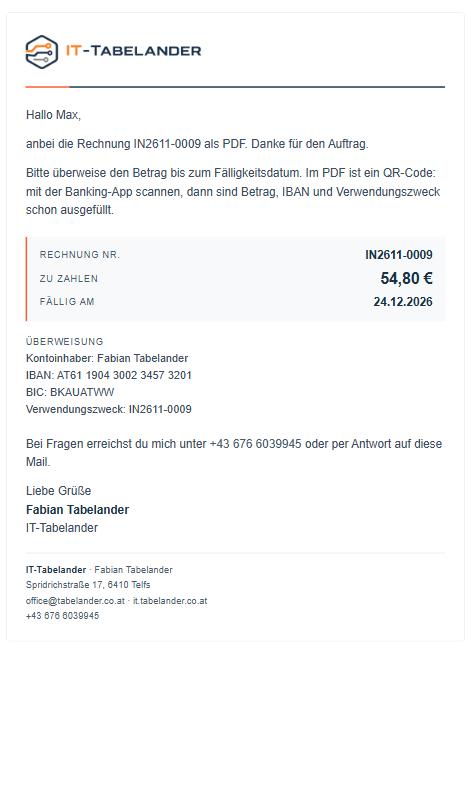 IT-TABELANDER
Hallo Max,
anbei die Rechnung IN2611-0009 als PDF. Danke für den Auftrag.
Bitte überweise den Betrag bis zum Fälligkeitsdatum. Im PDF ist ein QR-Code:
mit der Banking-App scannen, dann sind Betrag, IBAN und Verwendungszweck
schon ausgefüllt.
RECHNUNG NR. IN2611-0009
ZU ZAHLEN 54,80 €
FÄLLIG AM 24.12.2026
ÜBERWEISUNG
Kontoinhaber: Fabian Tabelander
IBAN: AT61 1904 3002 3457 3201
BIC: BKAUATWW
Verwendungszweck: IN2611-0009
Bei Fragen erreichst du mich unter +43 676 6039945 oder per Antwort auf diese
Mail.
Liebe Grüße
Fabian Tabelander
IT-Tabelander
IT-Tabelander · Fabian Tabelander
Spridrichstraße 17, 6410 Telfs
office@tabelander.co.at · it.tabelander.co.at
+43 676 6039945